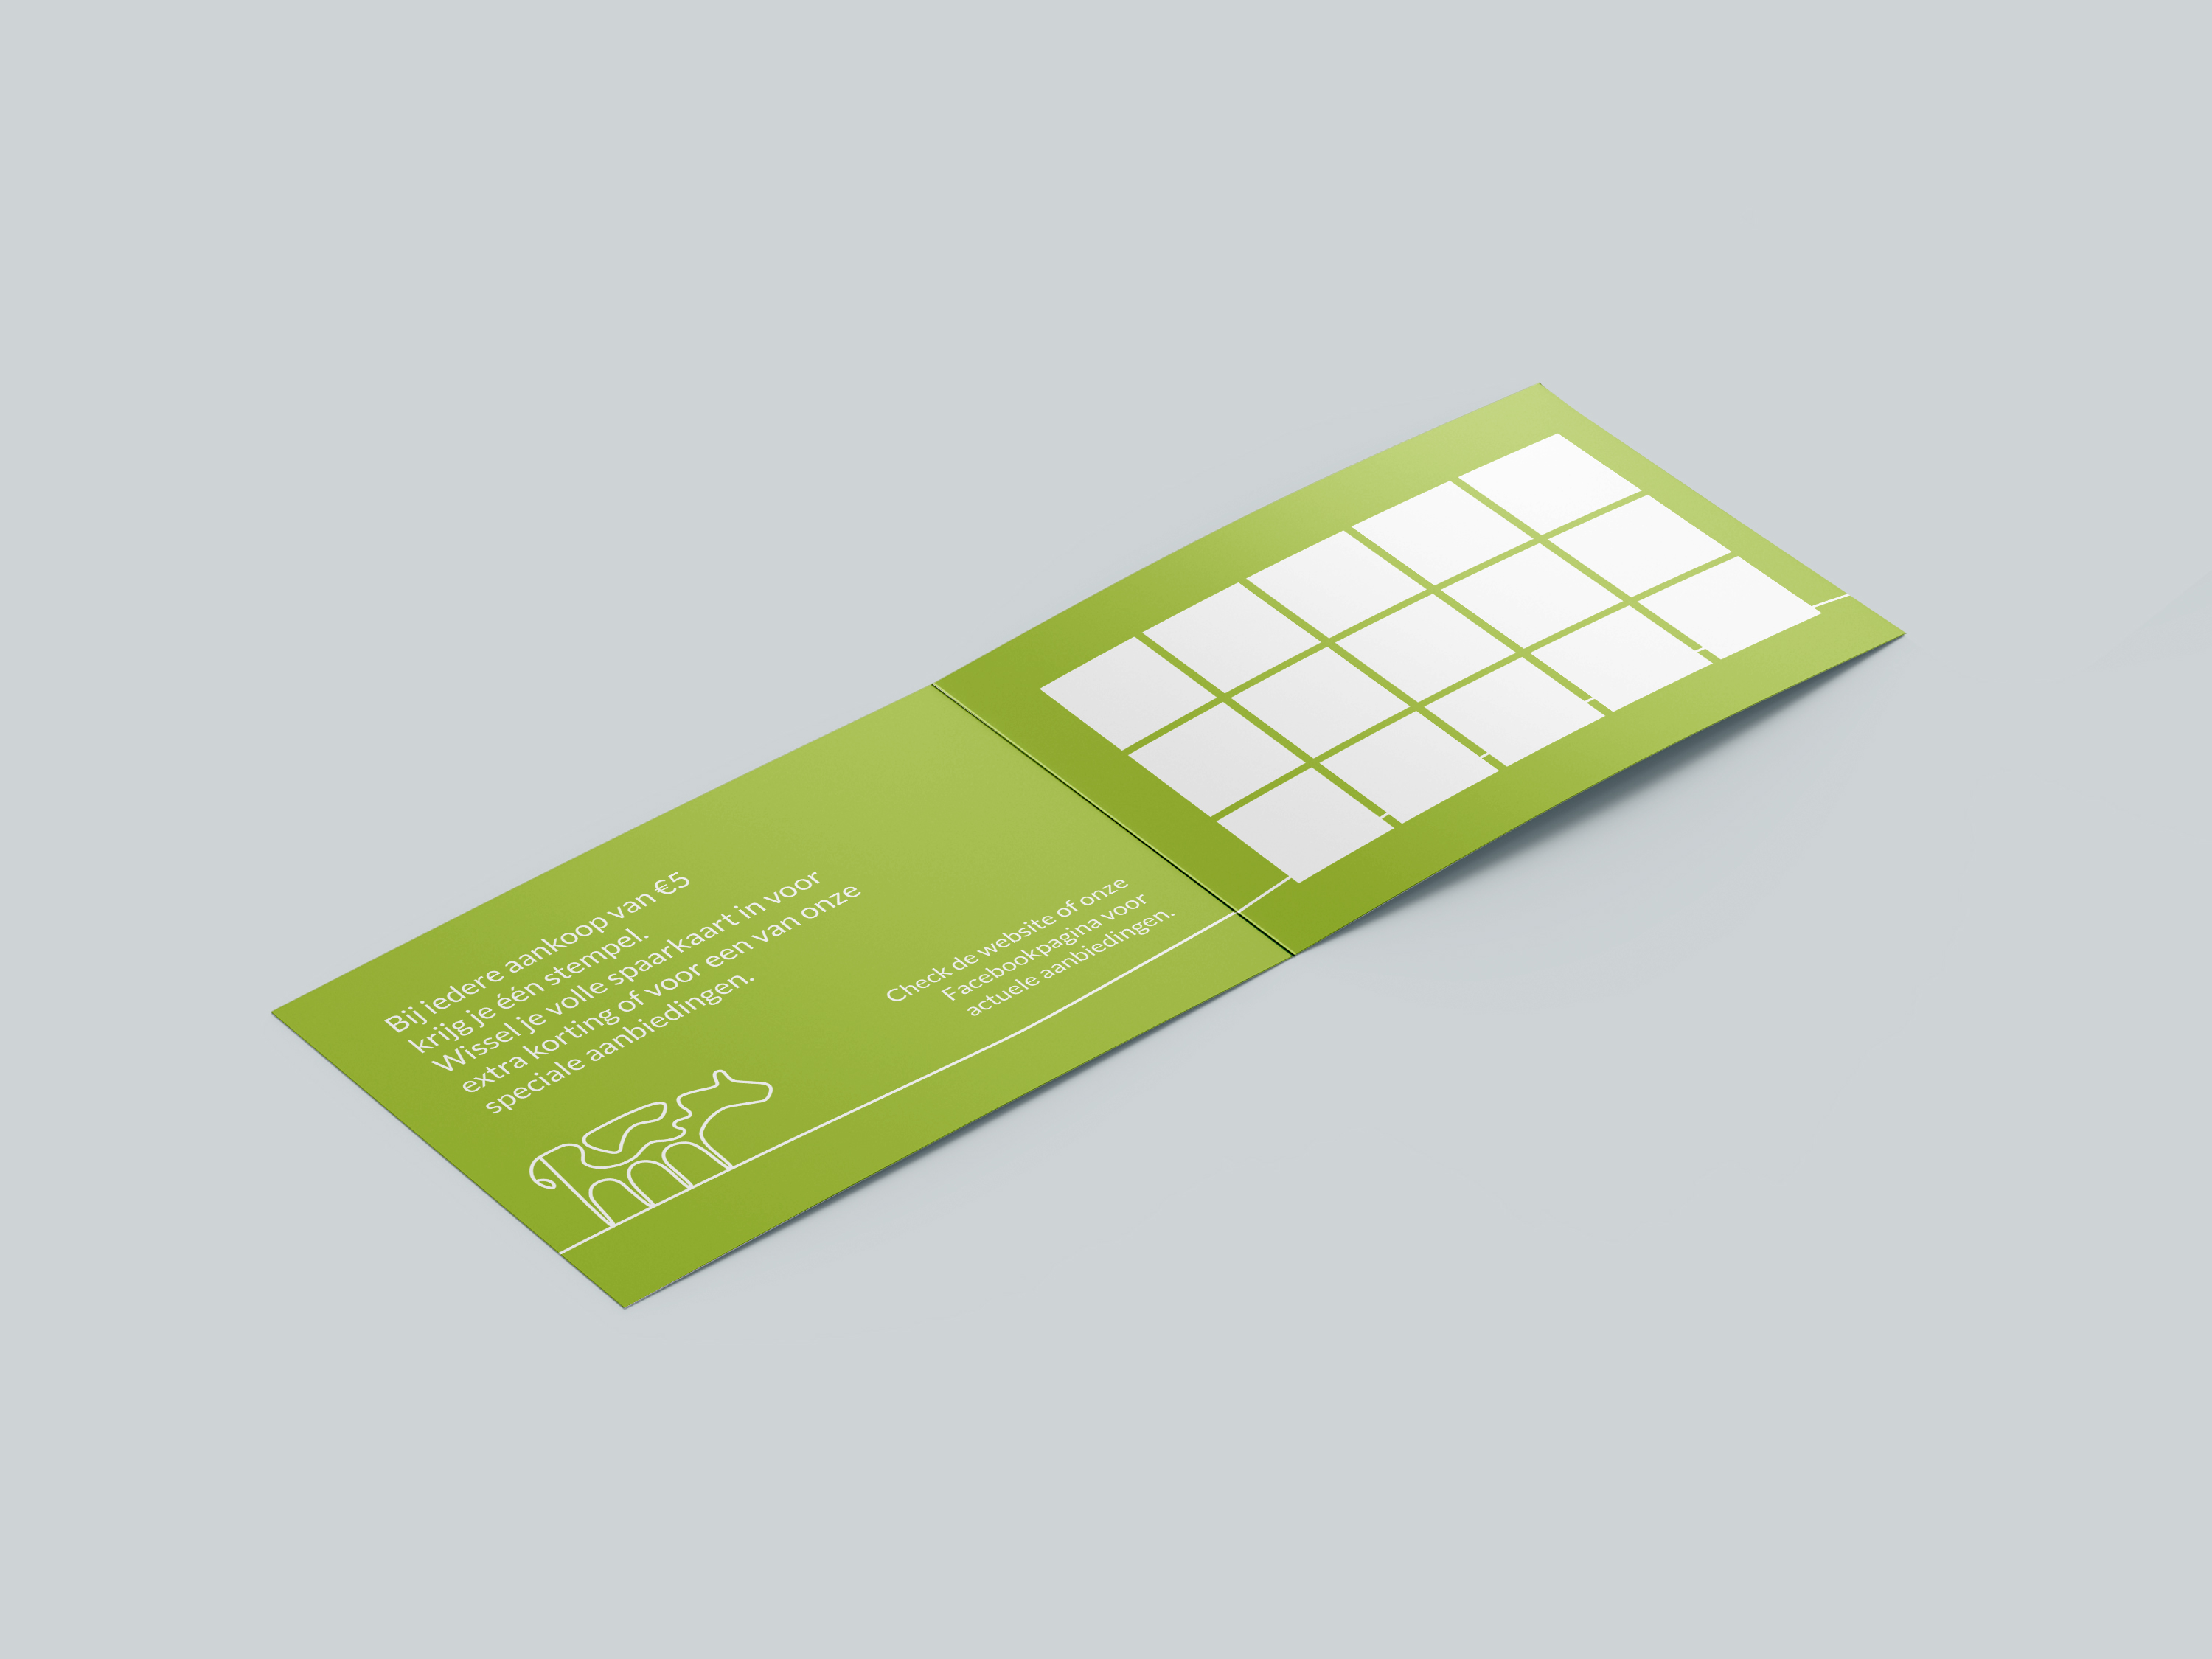 Bij iedere aankoop van €5
krijg je één stempel.
Wissel je volle spaarkaart in voor
extra korting of voor een van onze
speciale aanbiedingen.
Check de website of onze
Facebookpagina voor
actuele aanbiedingen.